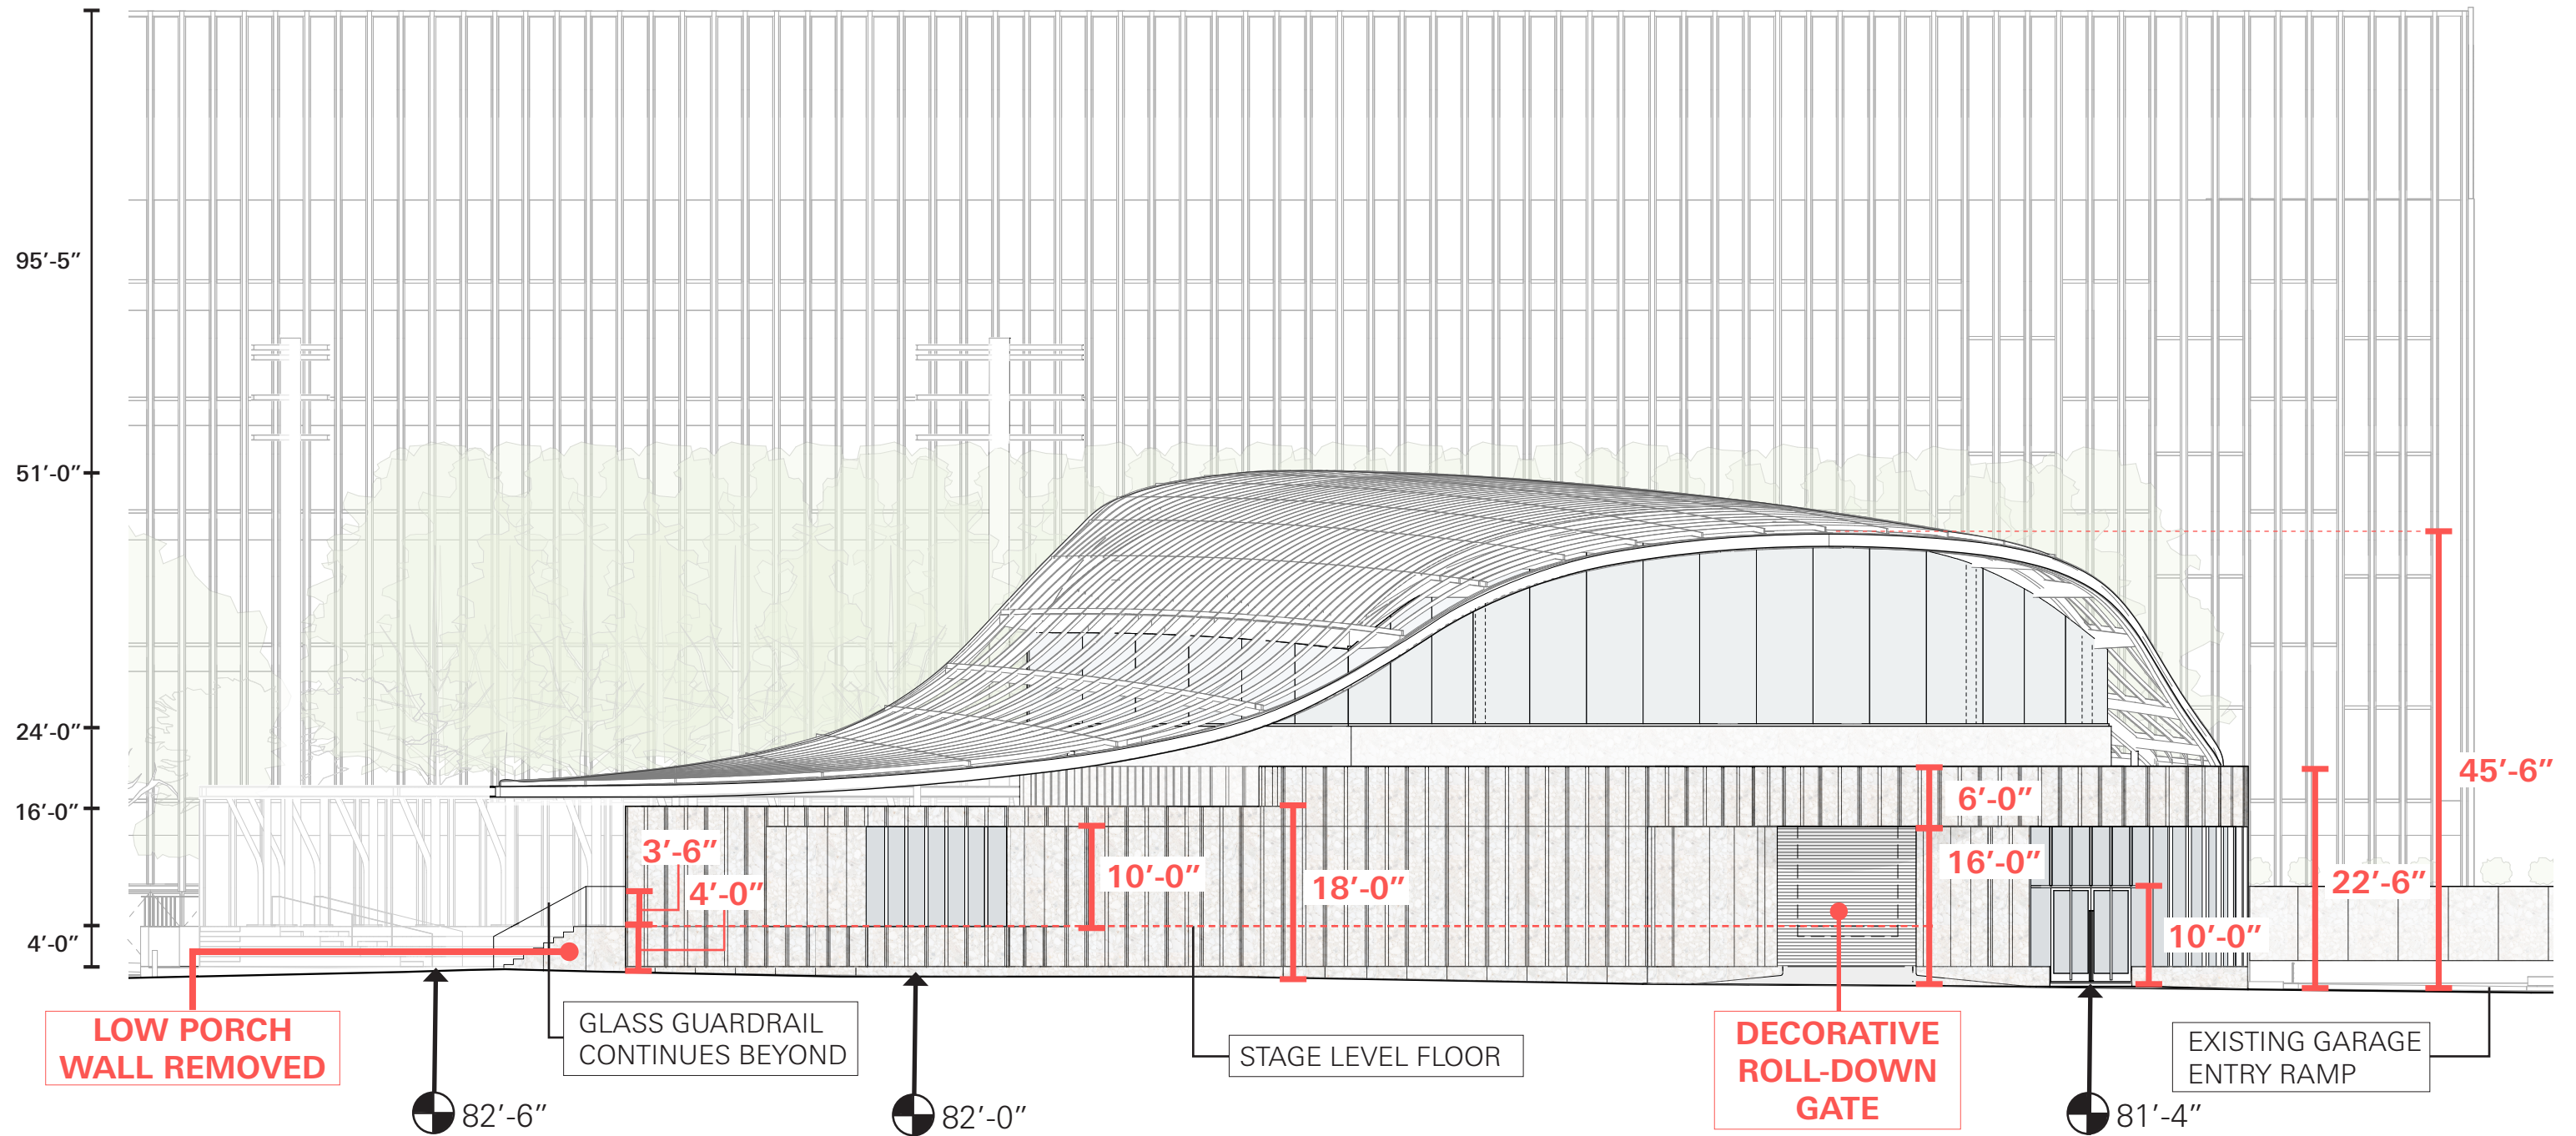 95’-5”
51’-0”
24’-0”
16’-0”
4’-0”
45’-6”
6’-0”
3’-6”
4’-0”
10’-0”
18’-0”
16’-0”
22’-6”
10’-0”
LOW PORCH
WALL REMOVED
GLASS GUARDRAIL
CONTINUES BEYOND
STAGE LEVEL FLOOR
DECORATIVE
ROLL-DOWN
GATE
EXISTING GARAGE
ENTRY RAMP
82’-6”
82’-0”
81’-4”